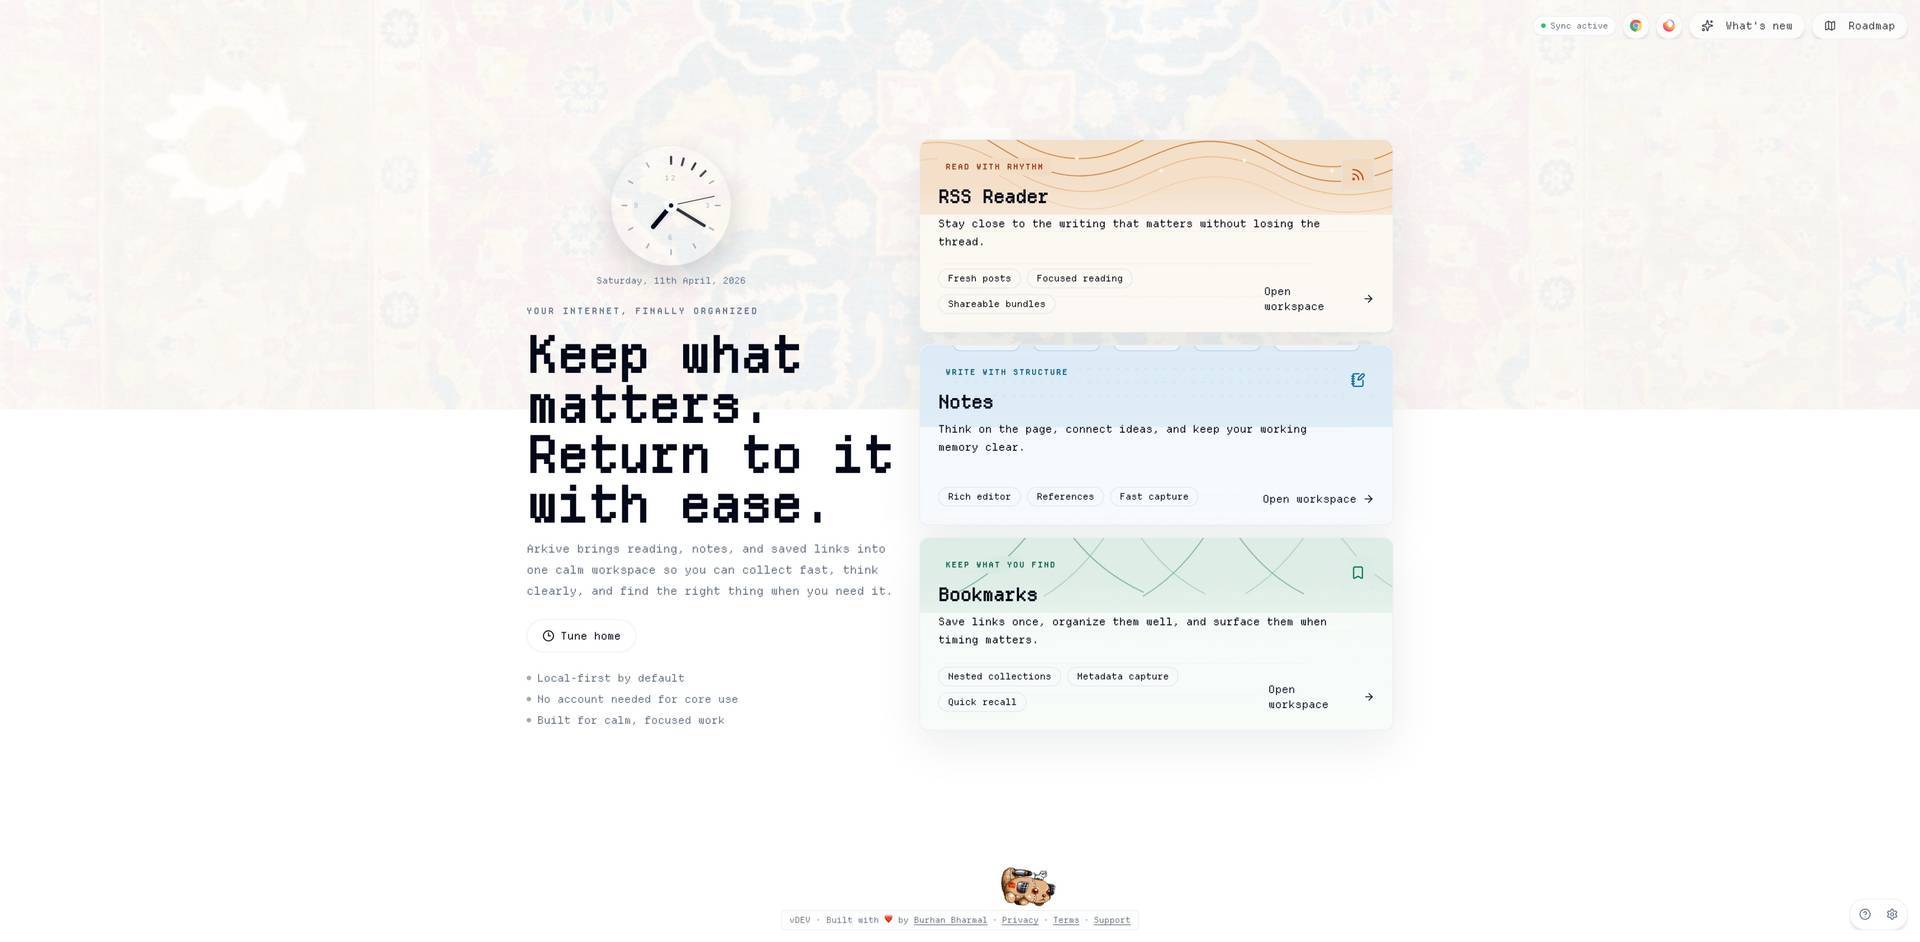 Sync active
What's new
Roadmap
12
3
6
9
Saturday, 11th April, 2026
YOUR INTERNET, FINALLY ORGANIZED
Keep what
matters.
Return to it
with ease.
Arkive brings reading, notes, and saved links into
one calm workspace so you can collect fast, think
clearly, and find the right thing when you need it.
Tune home
Local-first by default
No account needed for core use
Built for calm, focused work
READ WITH RHYTHM
RSS Reader
Stay close to the writing that matters without losing the
thread.
Fresh posts
Focused reading
Shareable bundles
Open
workspace
WRITE WITH STRUCTURE
Notes
Think on the page, connect ideas, and keep your working
memory clear.
Rich editor
References
Fast capture
Open workspace
KEEP WHAT YOU FIND
Bookmarks
Save links once, organize them well, and surface them when
timing matters.
Nested collections
Metadata capture
Quick recall
Open
workspace
vDEV · Built with ❤ by Burhan Bharmal · Privacy · Terms · Support